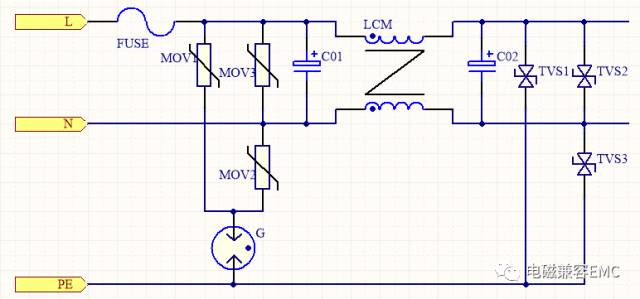 L
FUSE
MOV1
MOV3
C01
LCM
C02
TVS1
TVS2
N
MOV2
TVS3
G
PE
电磁兼容EMC